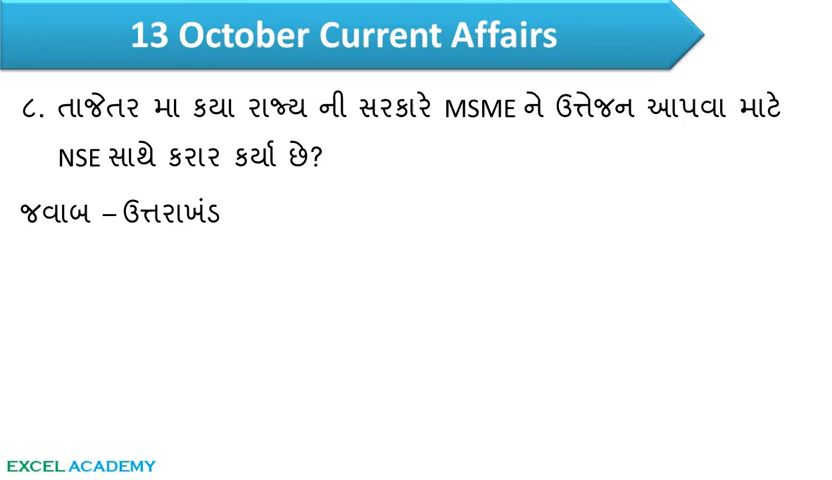 13 October Current Affairs
૮. તાજેતર મા કયા રાજ્ય ની સરકારે MSME ને ઉત્તેજન આપવા માટે
NSE સાથે કરાર કર્યા છે?
જવાબ – ઉત્તરાખંડ
EXCEL ACADEMY